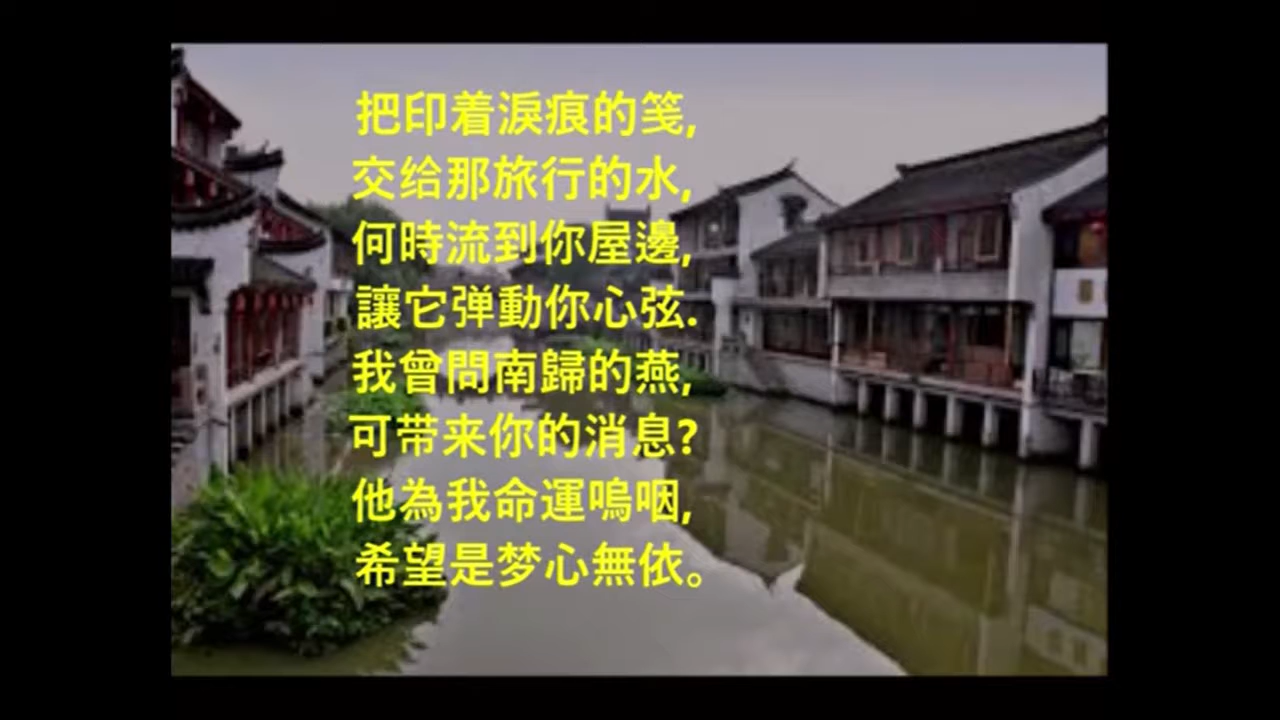 把印着淚痕的笺,
交给那旅行的水,
何時流到你屋邊,
讓它弹動你心弦.
我曾問南歸的燕,
可带来你的消息?
他為我命運嗚咽,
希望是梦心無依。